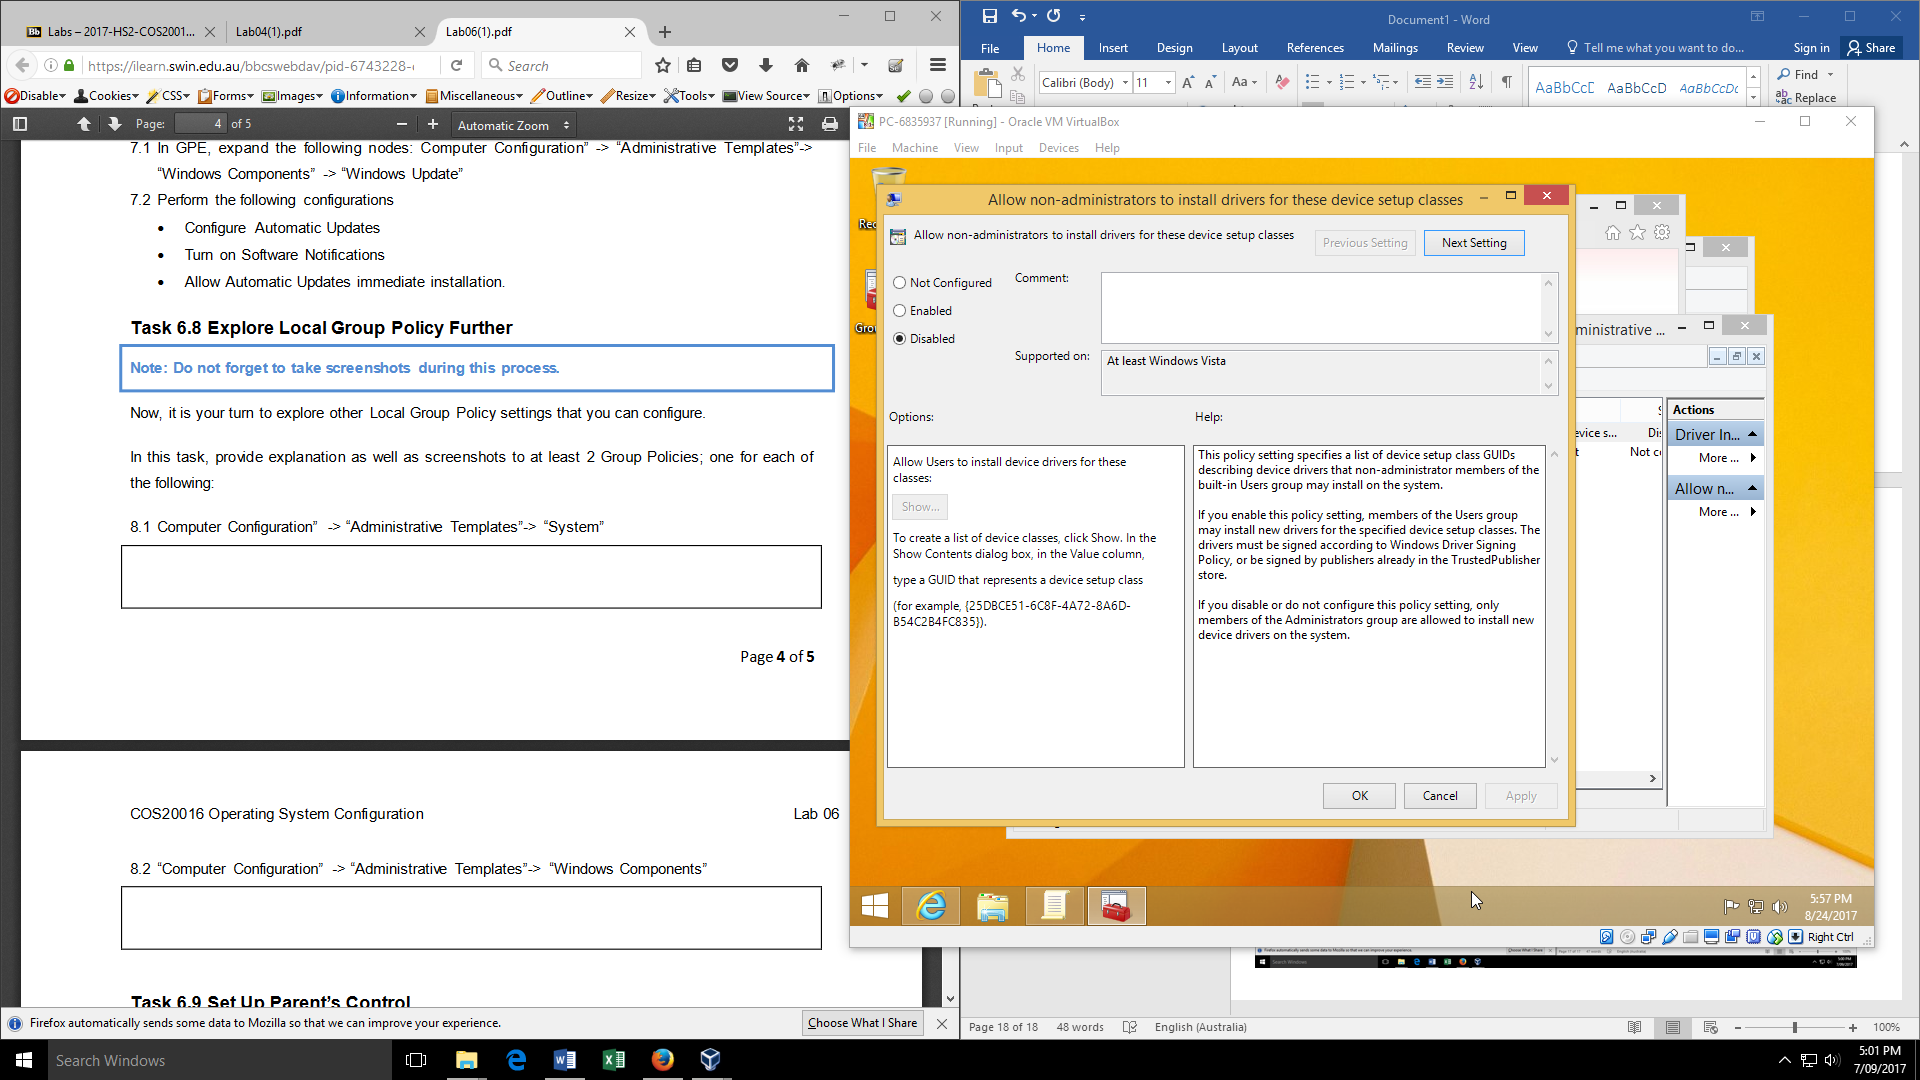 Labs – 2017-HS2-COS2001...
Lab04(1).pdf
Lab06(1).pdf
https://ilearn.swin.edu.au/bbcswebdav/pid-6743228-
Search
Disable
Cookies
CSS
Forms
Images
Information
Miscellaneous
Outline
Resize
Tools
View Source
Options
Page: 4 of 5
Automatic Zoom
7.1 In GPE, expand the following nodes: Computer Configuration” -> “Administrative Templates”->
“Windows Components” -> “Windows Update”
7.2 Perform the following configurations
• Configure Automatic Updates
• Turn on Software Notifications
• Allow Automatic Updates immediate installation.
Task 6.8 Explore Local Group Policy Further
Note: Do not forget to take screenshots during this process.
Now, it is your turn to explore other Local Group Policy settings that you can configure.
In this task, provide explanation as well as screenshots to at least 2 Group Policies; one for each of
the following:
8.1 Computer Configuration” -> “Administrative Templates”-> “System”
Page 4 of 5
COS20016 Operating System Configuration
Lab 06
8.2 “Computer Configuration” -> “Administrative Templates”-> “Windows Components”
Task 6.9 Set Up Parent’s Control
Firefox automatically sends some data to Mozilla so that we can improve your experience.
Choose What I Share
Document1 - Word
File
Home
Insert
Design
Layout
References
Mailings
Review
View
Tell me what you want to do...
Sign in
Share
Calibri (Body)
11
Aa
AaBbCcDc
AaBbCcDc
AaBbCcDc
Find
Replace
PC-6835937 [Running] - Oracle VM VirtualBox
File
Machine
View
Input
Devices
Help
Rec
Grou
Allow non-administrators to install drivers for these device setup classes
Allow non-administrators to install drivers for these device setup classes
Previous Setting
Next Setting
Not Configured
Enabled
Disabled
Comment:
Supported on:
At least Windows Vista
Options:
Help:
Allow Users to install device drivers for these
classes:
Show...
To create a list of device classes, click Show. In the
Show Contents dialog box, in the Value column,
type a GUID that represents a device setup class
(for example, {25DBCE51-6C8F-4A72-8A6D-
B54C2B4FC835}).
This policy setting specifies a list of device setup class GUIDs
describing device drivers that non-administrator members of the
built-in Users group may install on the system.
If you enable this policy setting, members of the Users group
may install new drivers for the specified device setup classes. The
drivers must be signed according to Windows Driver Signing
Policy, or be signed by publishers already in the TrustedPublisher
store.
If you disable or do not configure this policy setting, only
members of the Administrators group are allowed to install new
device drivers on the system.
OK
Cancel
Apply
ministrative ...
evice s...
Di
Not c
Actions
Driver In...
More ...
Allow n...
More ...
5:57 PM
8/24/2017
Right Ctrl
Page 18 of 18
48 words
English (Australia)
100%
Search Windows
5:01 PM
7/09/2017